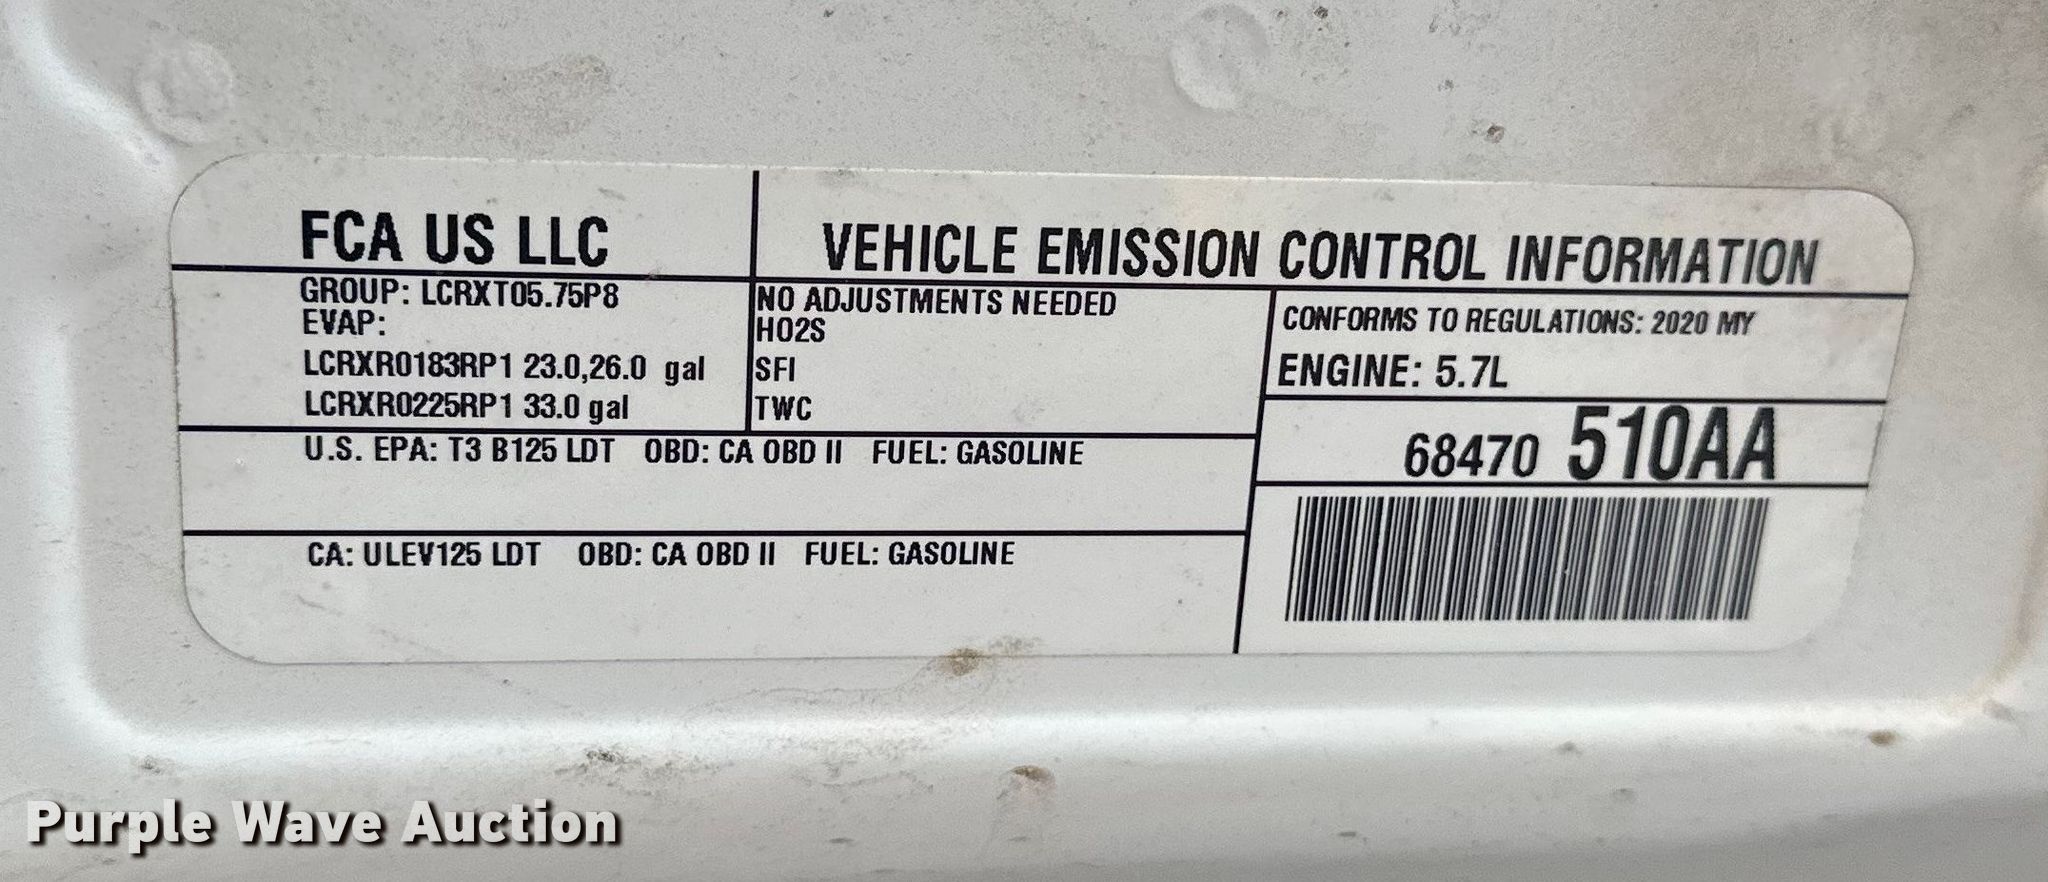 FCA US LLC
VEHICLE EMISSION CONTROL INFORMATION
GROUP: LCRXT05.75P8
EVAP:
LCRXR0183RP1 23.0,26.0 gal
LCRXR0225RP1 33.0 gal
NO ADJUSTMENTS NEEDED
HO2S
SFI
TWC
CONFORMS TO REGULATIONS: 2020 MY
ENGINE: 5.7L
68470 510AA
U.S. EPA: T3 B125 LDT OBD: CA OBD II FUEL: GASOLINE
CA: ULEV125 LDT OBD: CA OBD II FUEL: GASOLINE
Purple Wave Auction